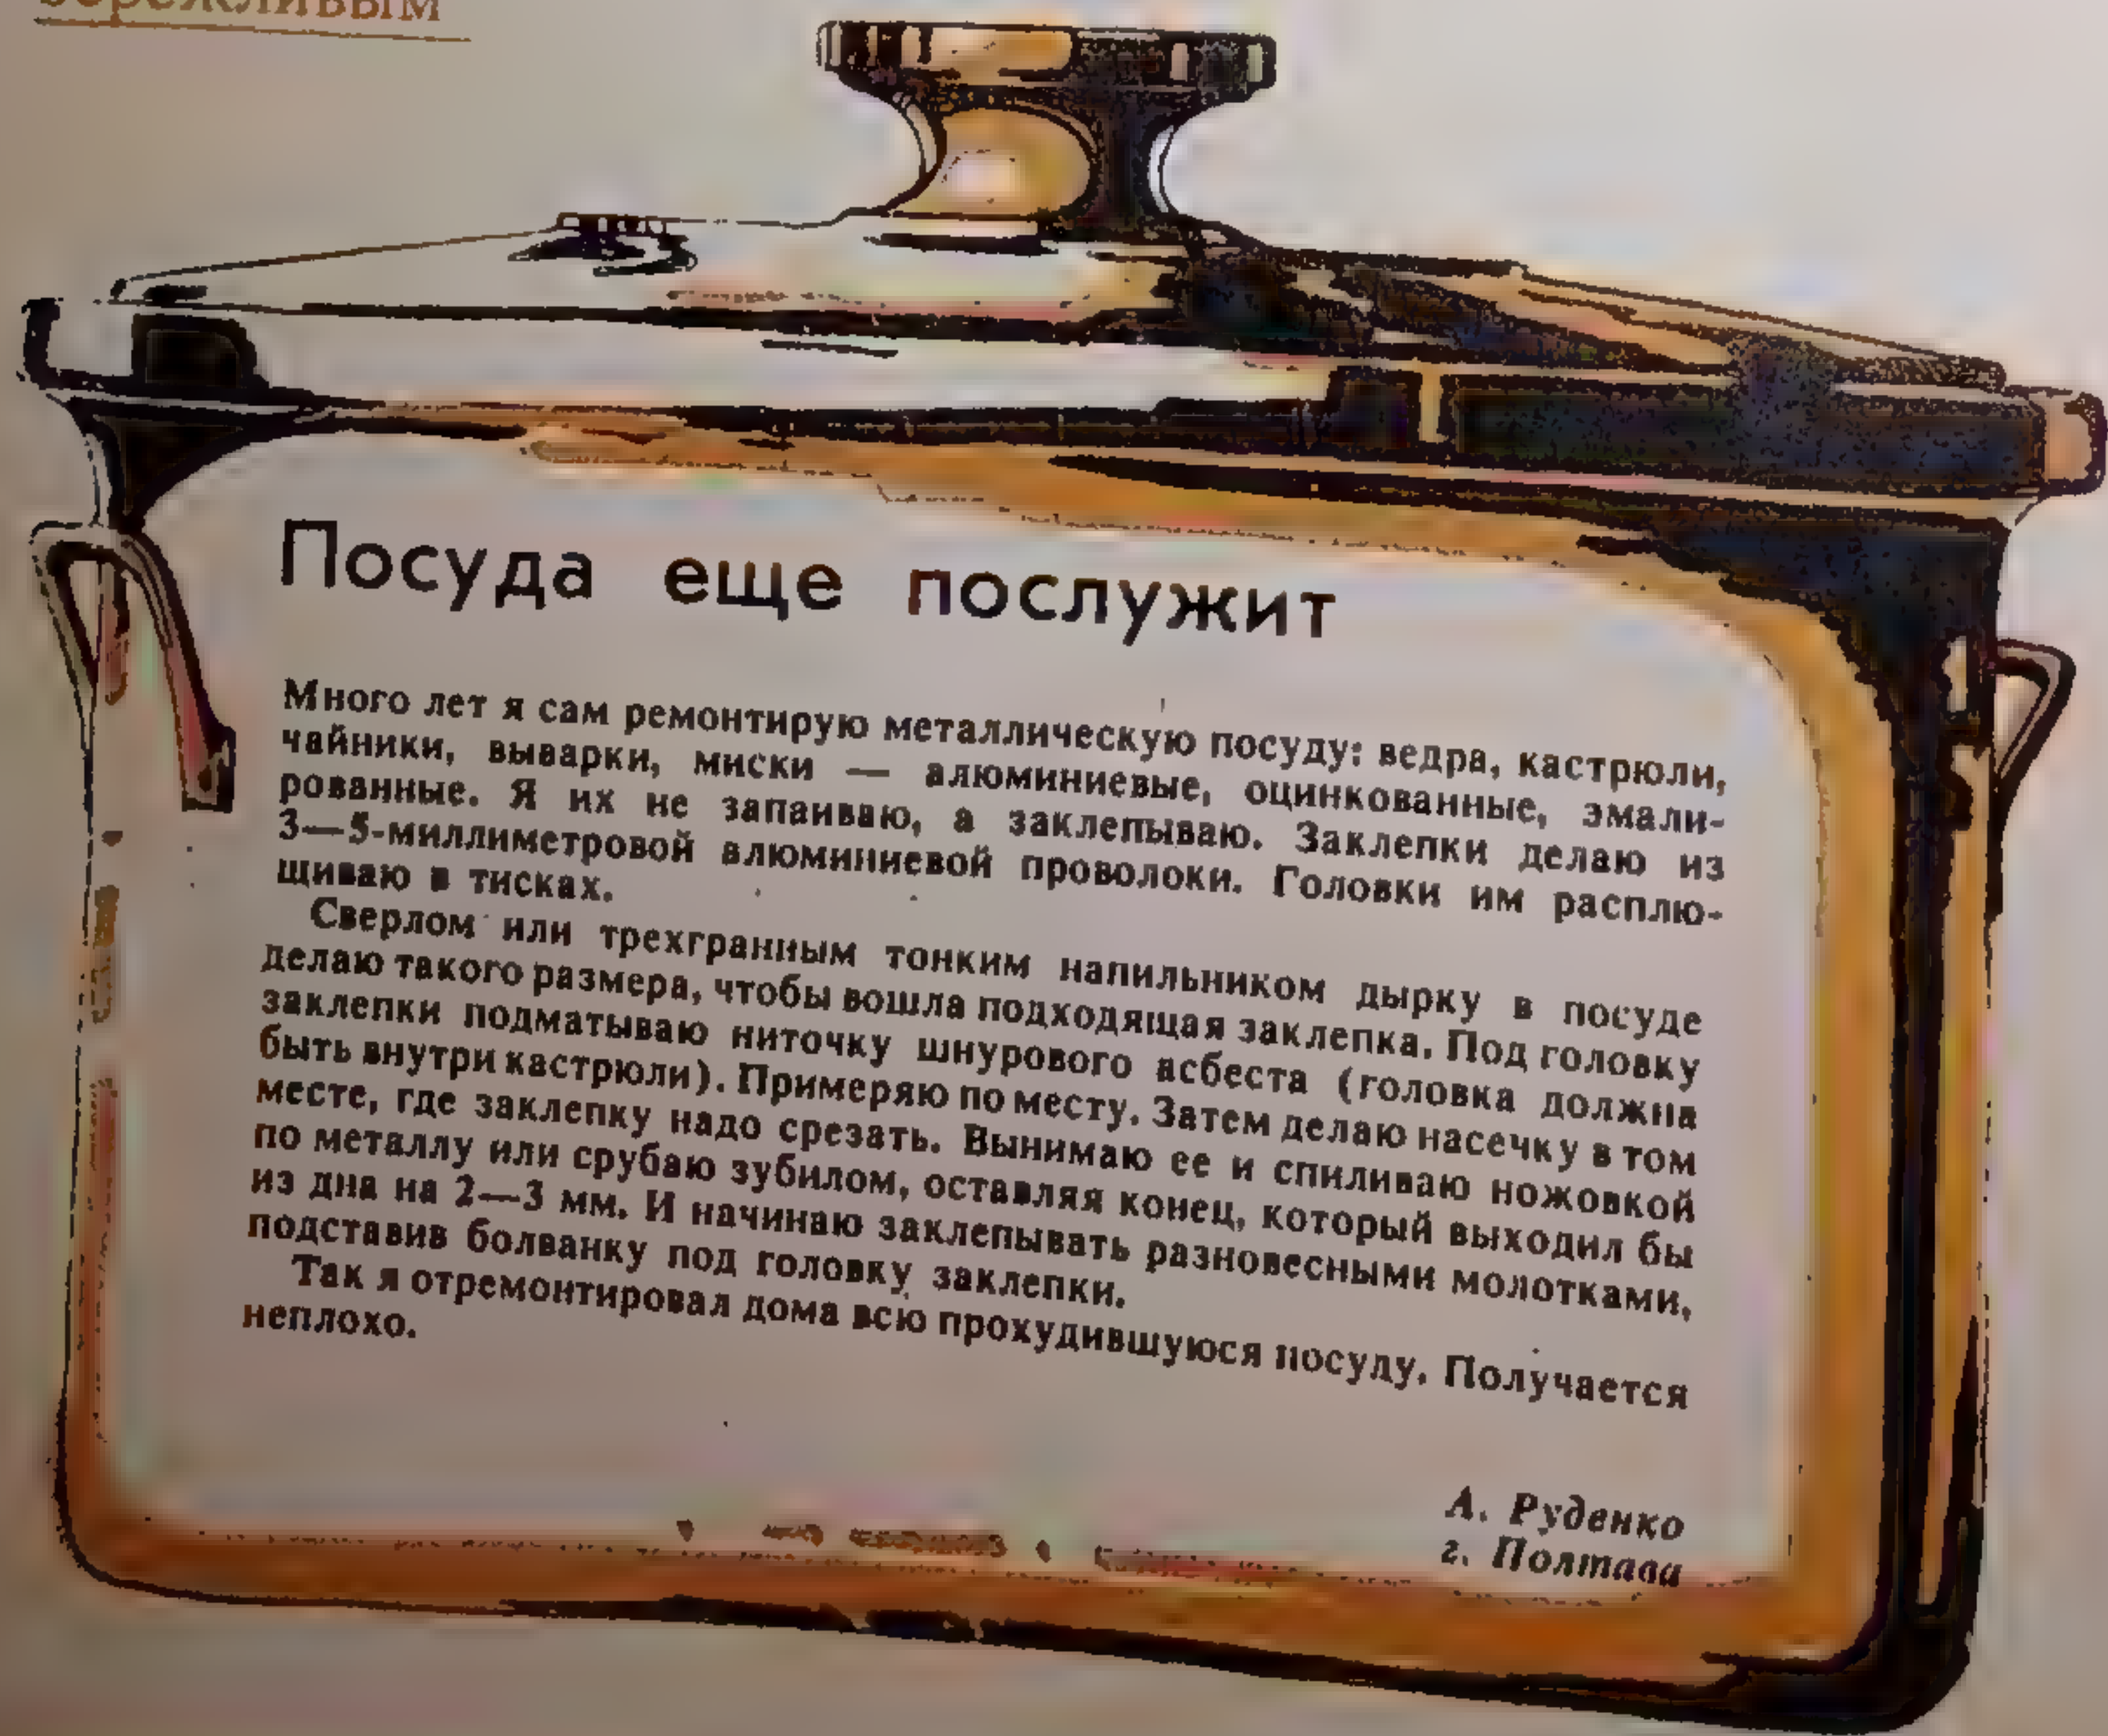 бережливым
Посуда еще послужит
Много лет я сам ремонтирую металлическую посуду: ведра, кастрюли,
чайники, выварки, миски — алюминиевые, оцинкованные, эмали-
рованные. Я их не запаиваю, а заклепываю. Заклепки делаю из
3—5-миллиметровой алюминиевой проволоки. Головки им расплю-
щиваю в тисках.
Сверлом или трехгранным тонким напильником дырку в посуде
делаю такого размера, чтобы вошла подходящая заклепка. Под головку
заклепки подматываю ниточку шнурового асбеста (головка должна
быть внутри кастрюли). Примеряю по месту. Затем делаю насечку в том
месте, где заклепку надо срезать. Вынимаю ее и спиливаю ножовкой
по металлу или срубаю зубилом, оставляя конец, который выходил бы
из дна на 2—3 мм. И начинаю заклепывать разновесными молотками,
подставив болванку под головку заклепки.
Так я отремонтировал дома всю прохудившуюся посуду. Получается
неплохо.
А. Руденко
г. Полтава